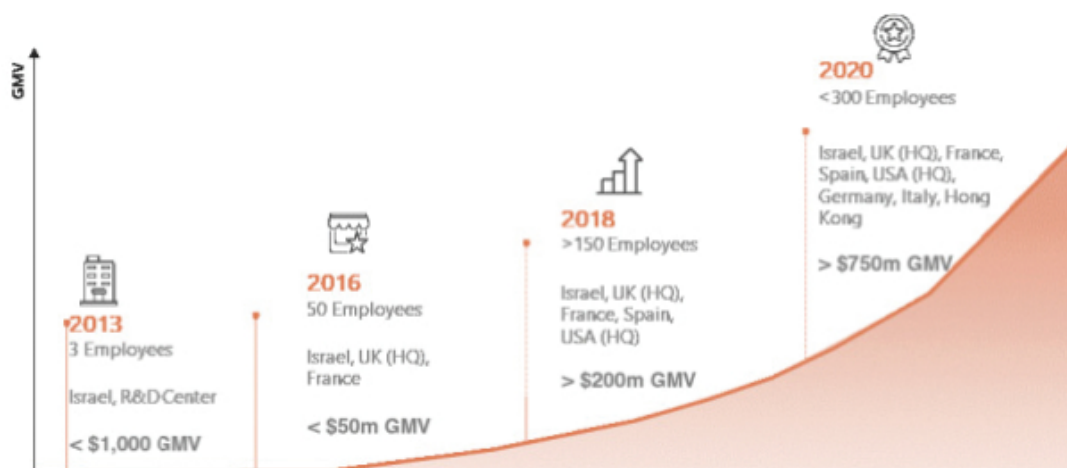 GMV
2013
3 Employees
Israel, R&D Center
< $1,000 GMV
2016
50 Employees
Israel, UK (HQ),
France
< $50m GMV
2018
>150 Employees
Israel, UK (HQ),
France, Spain,
USA (HQ)
> $200m GMV
2020
<300 Employees
Israel, UK (HQ), France,
Spain, USA (HQ),
Germany, Italy, Hong
Kong
> $750m GMV